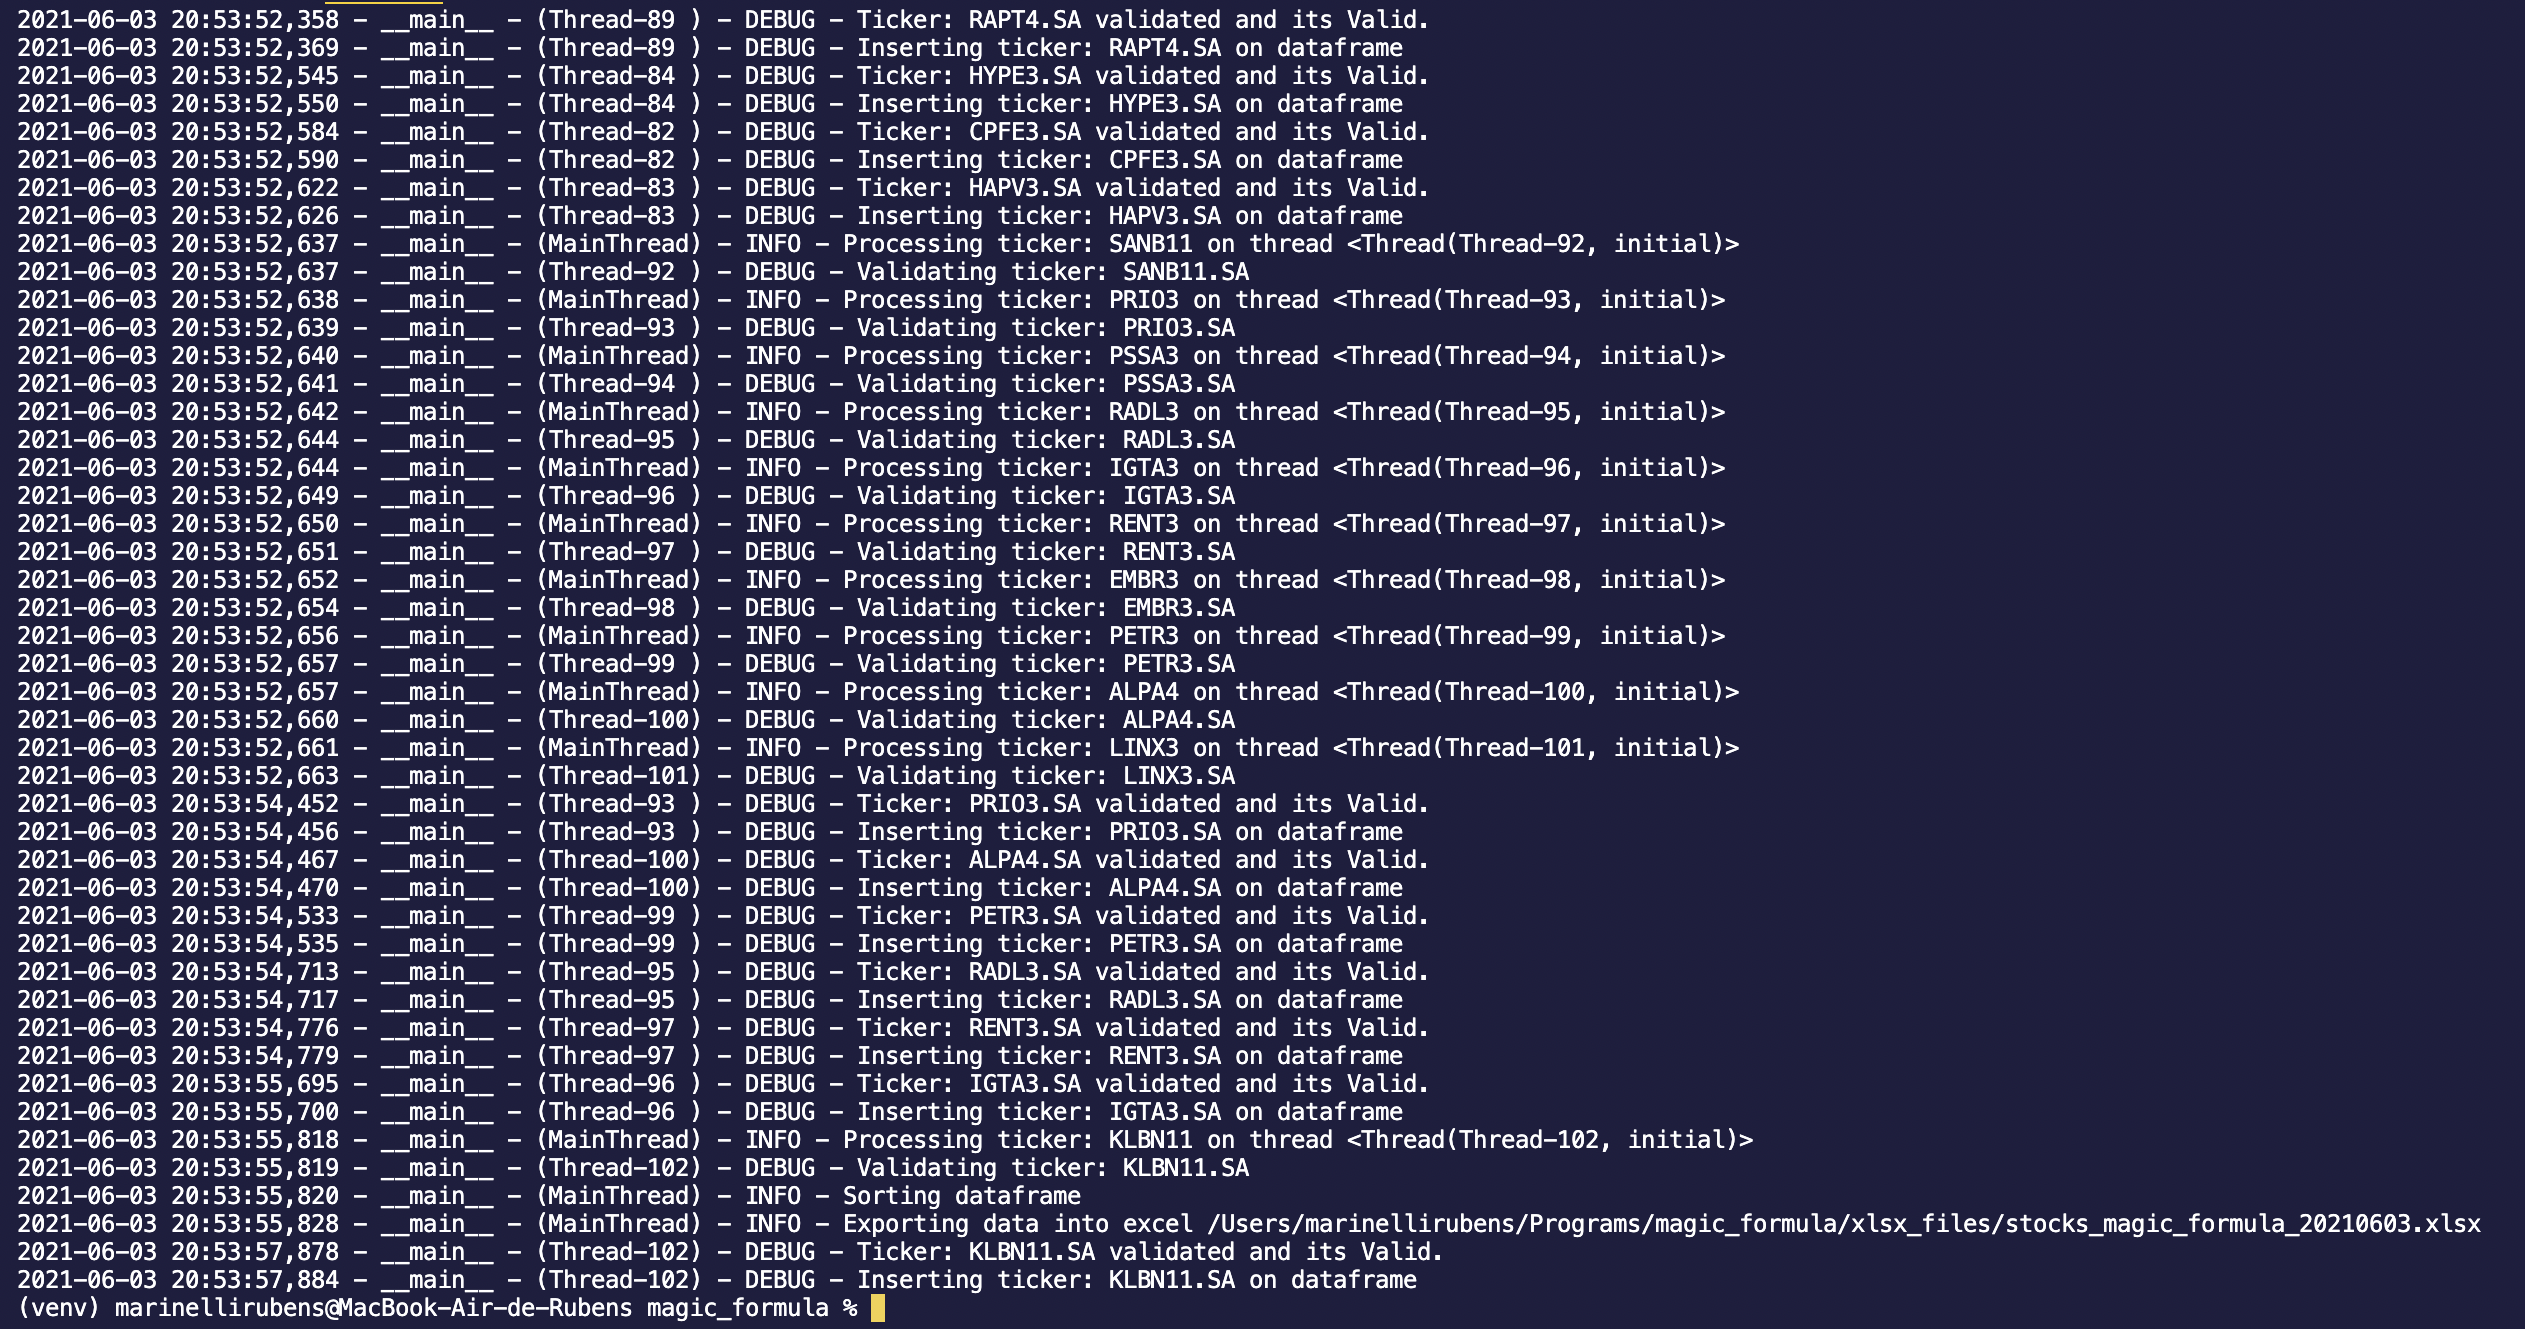 2021-06-03 20:53:52,358 - __main__ - (Thread-89 ) - DEBUG - Ticker: RAPT4.SA validated and its Valid.
2021-06-03 20:53:52,369 - __main__ - (Thread-89 ) - DEBUG - Inserting ticker: RAPT4.SA on dataframe
2021-06-03 20:53:52,545 - __main__ - (Thread-84 ) - DEBUG - Ticker: HYPE3.SA validated and its Valid.
2021-06-03 20:53:52,550 - __main__ - (Thread-84 ) - DEBUG - Inserting ticker: HYPE3.SA on dataframe
2021-06-03 20:53:52,584 - __main__ - (Thread-82 ) - DEBUG - Ticker: CPFE3.SA validated and its Valid.
2021-06-03 20:53:52,590 - __main__ - (Thread-82 ) - DEBUG - Inserting ticker: CPFE3.SA on dataframe
2021-06-03 20:53:52,622 - __main__ - (Thread-83 ) - DEBUG - Ticker: HAPV3.SA validated and its Valid.
2021-06-03 20:53:52,626 - __main__ - (Thread-83 ) - DEBUG - Inserting ticker: HAPV3.SA on dataframe
2021-06-03 20:53:52,637 - __main__ - (MainThread) - INFO - Processing ticker: SANB11 on thread <Thread(Thread-92, initial)>
2021-06-03 20:53:52,637 - __main__ - (Thread-92 ) - DEBUG - Validating ticker: SANB11.SA
2021-06-03 20:53:52,638 - __main__ - (MainThread) - INFO - Processing ticker: PRIO3 on thread <Thread(Thread-93, initial)>
2021-06-03 20:53:52,639 - __main__ - (Thread-93 ) - DEBUG - Validating ticker: PRIO3.SA
2021-06-03 20:53:52,640 - __main__ - (MainThread) - INFO - Processing ticker: PSSA3 on thread <Thread(Thread-94, initial)>
2021-06-03 20:53:52,641 - __main__ - (Thread-94 ) - DEBUG - Validating ticker: PSSA3.SA
2021-06-03 20:53:52,642 - __main__ - (MainThread) - INFO - Processing ticker: RADL3 on thread <Thread(Thread-95, initial)>
2021-06-03 20:53:52,644 - __main__ - (Thread-95 ) - DEBUG - Validating ticker: RADL3.SA
2021-06-03 20:53:52,644 - __main__ - (MainThread) - INFO - Processing ticker: IGTA3 on thread <Thread(Thread-96, initial)>
2021-06-03 20:53:52,649 - __main__ - (Thread-96 ) - DEBUG - Validating ticker: IGTA3.SA
2021-06-03 20:53:52,650 - __main__ - (MainThread) - INFO - Processing ticker: RENT3 on thread <Thread(Thread-97, initial)>
2021-06-03 20:53:52,651 - __main__ - (Thread-97 ) - DEBUG - Validating ticker: RENT3.SA
2021-06-03 20:53:52,652 - __main__ - (MainThread) - INFO - Processing ticker: EMBR3 on thread <Thread(Thread-98, initial)>
2021-06-03 20:53:52,654 - __main__ - (Thread-98 ) - DEBUG - Validating ticker: EMBR3.SA
2021-06-03 20:53:52,656 - __main__ - (MainThread) - INFO - Processing ticker: PETR3 on thread <Thread(Thread-99, initial)>
2021-06-03 20:53:52,657 - __main__ - (Thread-99 ) - DEBUG - Validating ticker: PETR3.SA
2021-06-03 20:53:52,657 - __main__ - (MainThread) - INFO - Processing ticker: ALPA4 on thread <Thread(Thread-100, initial)>
2021-06-03 20:53:52,660 - __main__ - (Thread-100) - DEBUG - Validating ticker: ALPA4.SA
2021-06-03 20:53:52,661 - __main__ - (MainThread) - INFO - Processing ticker: LINX3 on thread <Thread(Thread-101, initial)>
2021-06-03 20:53:52,663 - __main__ - (Thread-101) - DEBUG - Validating ticker: LINX3.SA
2021-06-03 20:53:54,452 - __main__ - (Thread-93 ) - DEBUG - Ticker: PRIO3.SA validated and its Valid.
2021-06-03 20:53:54,456 - __main__ - (Thread-93 ) - DEBUG - Inserting ticker: PRIO3.SA on dataframe
2021-06-03 20:53:54,467 - __main__ - (Thread-100) - DEBUG - Ticker: ALPA4.SA validated and its Valid.
2021-06-03 20:53:54,470 - __main__ - (Thread-100) - DEBUG - Inserting ticker: ALPA4.SA on dataframe
2021-06-03 20:53:54,533 - __main__ - (Thread-99 ) - DEBUG - Ticker: PETR3.SA validated and its Valid.
2021-06-03 20:53:54,535 - __main__ - (Thread-99 ) - DEBUG - Inserting ticker: PETR3.SA on dataframe
2021-06-03 20:53:54,713 - __main__ - (Thread-95 ) - DEBUG - Ticker: RADL3.SA validated and its Valid.
2021-06-03 20:53:54,717 - __main__ - (Thread-95 ) - DEBUG - Inserting ticker: RADL3.SA on dataframe
2021-06-03 20:53:54,776 - __main__ - (Thread-97 ) - DEBUG - Ticker: RENT3.SA validated and its Valid.
2021-06-03 20:53:54,779 - __main__ - (Thread-97 ) - DEBUG - Inserting ticker: RENT3.SA on dataframe
2021-06-03 20:53:55,695 - __main__ - (Thread-96 ) - DEBUG - Ticker: IGTA3.SA validated and its Valid.
2021-06-03 20:53:55,700 - __main__ - (Thread-96 ) - DEBUG - Inserting ticker: IGTA3.SA on dataframe
2021-06-03 20:53:55,818 - __main__ - (MainThread) - INFO - Processing ticker: KLBN11 on thread <Thread(Thread-102, initial)>
2021-06-03 20:53:55,819 - __main__ - (Thread-102) - DEBUG - Validating ticker: KLBN11.SA
2021-06-03 20:53:55,820 - __main__ - (MainThread) - INFO - Sorting dataframe
2021-06-03 20:53:55,828 - __main__ - (MainThread) - INFO - Exporting data into excel /Users/marinellirubens/Programs/magic_formula/xlsx_files/stocks_magic_formula_20210603.xlsx
2021-06-03 20:53:57,878 - __main__ - (Thread-102) - DEBUG - Ticker: KLBN11.SA validated and its Valid.
2021-06-03 20:53:57,884 - __main__ - (Thread-102) - DEBUG - Inserting ticker: KLBN11.SA on dataframe
(venv) marinellirubens@MacBook-Air-de-Rubens magic_formula %